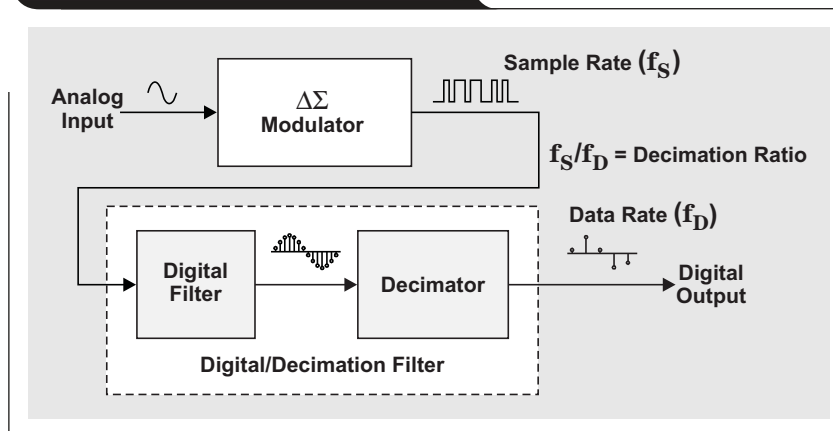 Analog
Input
ΔΣ
Modulator
Sample Rate (fS)
fS/fD = Decimation Ratio
Data Rate (fD)
Digital
Filter
Decimator
Digital
Output
Digital/Decimation Filter